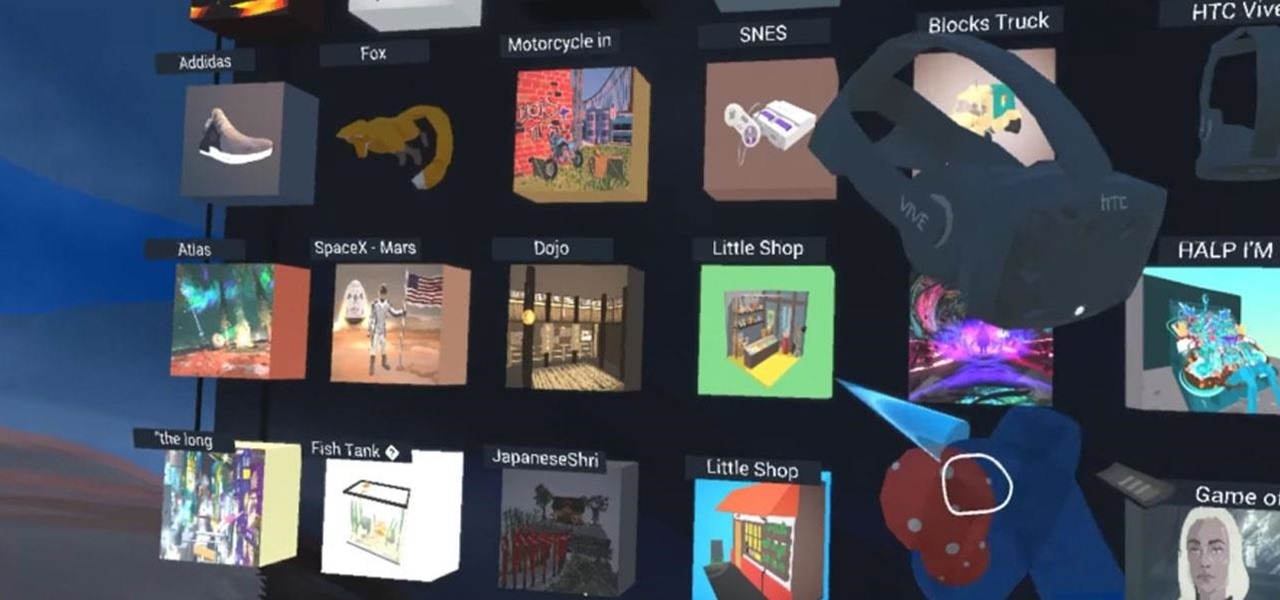 Addidas
Fox
Motorcycle in
SNES
Blocks Truck
HTC Vive
VIVE
hTC
Atlas
SpaceX - Mars
Dojo
Little Shop
HALP I'M
"the long
Fish Tank �
JapaneseShri
Little Shop
Game of